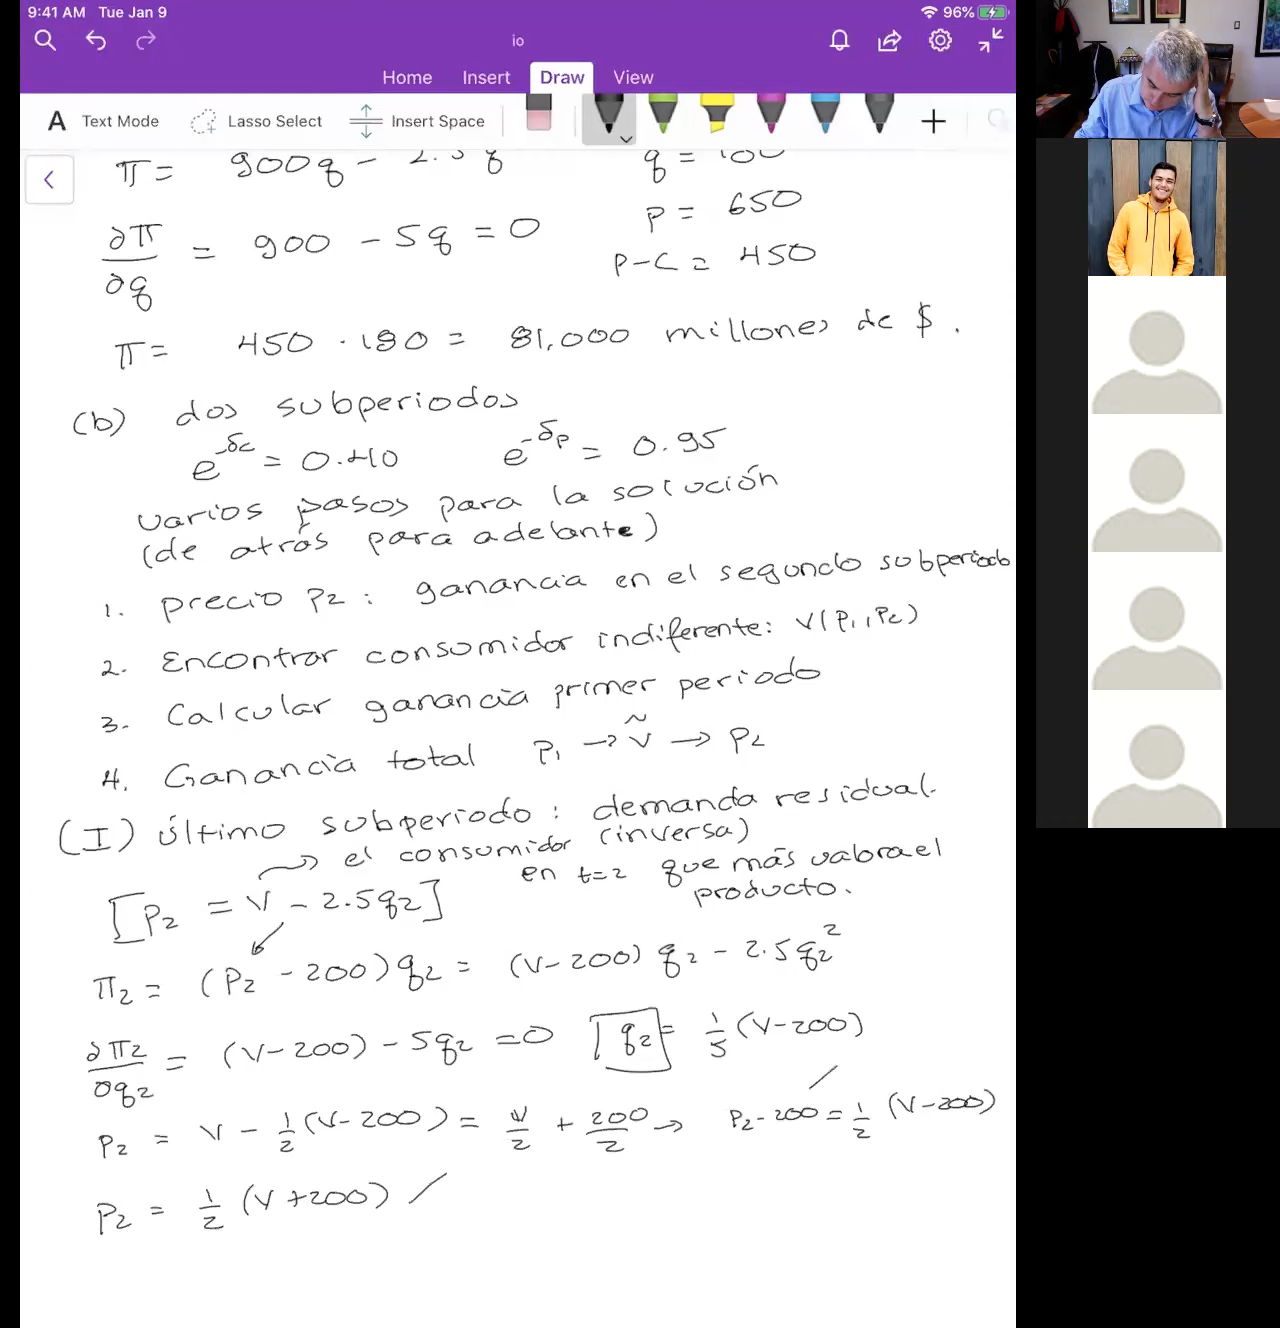 9:41 AM Tue Jan 9
96%
io
Home Insert Draw View
A Text Mode Lasso Select Insert Space
π = 900q - 2.5q
q = 180
∂π/∂q = 900 - 5q = 0
p = 650
p-c = 450
π = 450 · 180 = 81,000 millones de $.
(b) dos subperiodos
e^-δc = 0.40 e^-δp = 0.95
varios pasos para la solución
(de atrás para adelante)
1. precio p2: ganancia en el segundo subperiodo
2. Encontrar consumidor indiferente: V(p1,p2)
3. Calcular ganancia primer periodo
4. Ganancia total p1 → ṽ → p2
(I) último subperiodo: demanda residual.
(inversa)
[p2 = V - 2.5q2] → el consumidor en t=2 que más valora el producto.
π2 = (P2 - 200)q2 = (V-200) q2 - 2.5q2²
∂π2/∂q2 = (V-200) - 5q2 = 0 q2 = 1/5 (V-200)
P2 = V - 1/2 (V-200) = V/2 + 200/2 → P2-200 = 1/2 (V-200)
P2 = 1/2 (V+200)